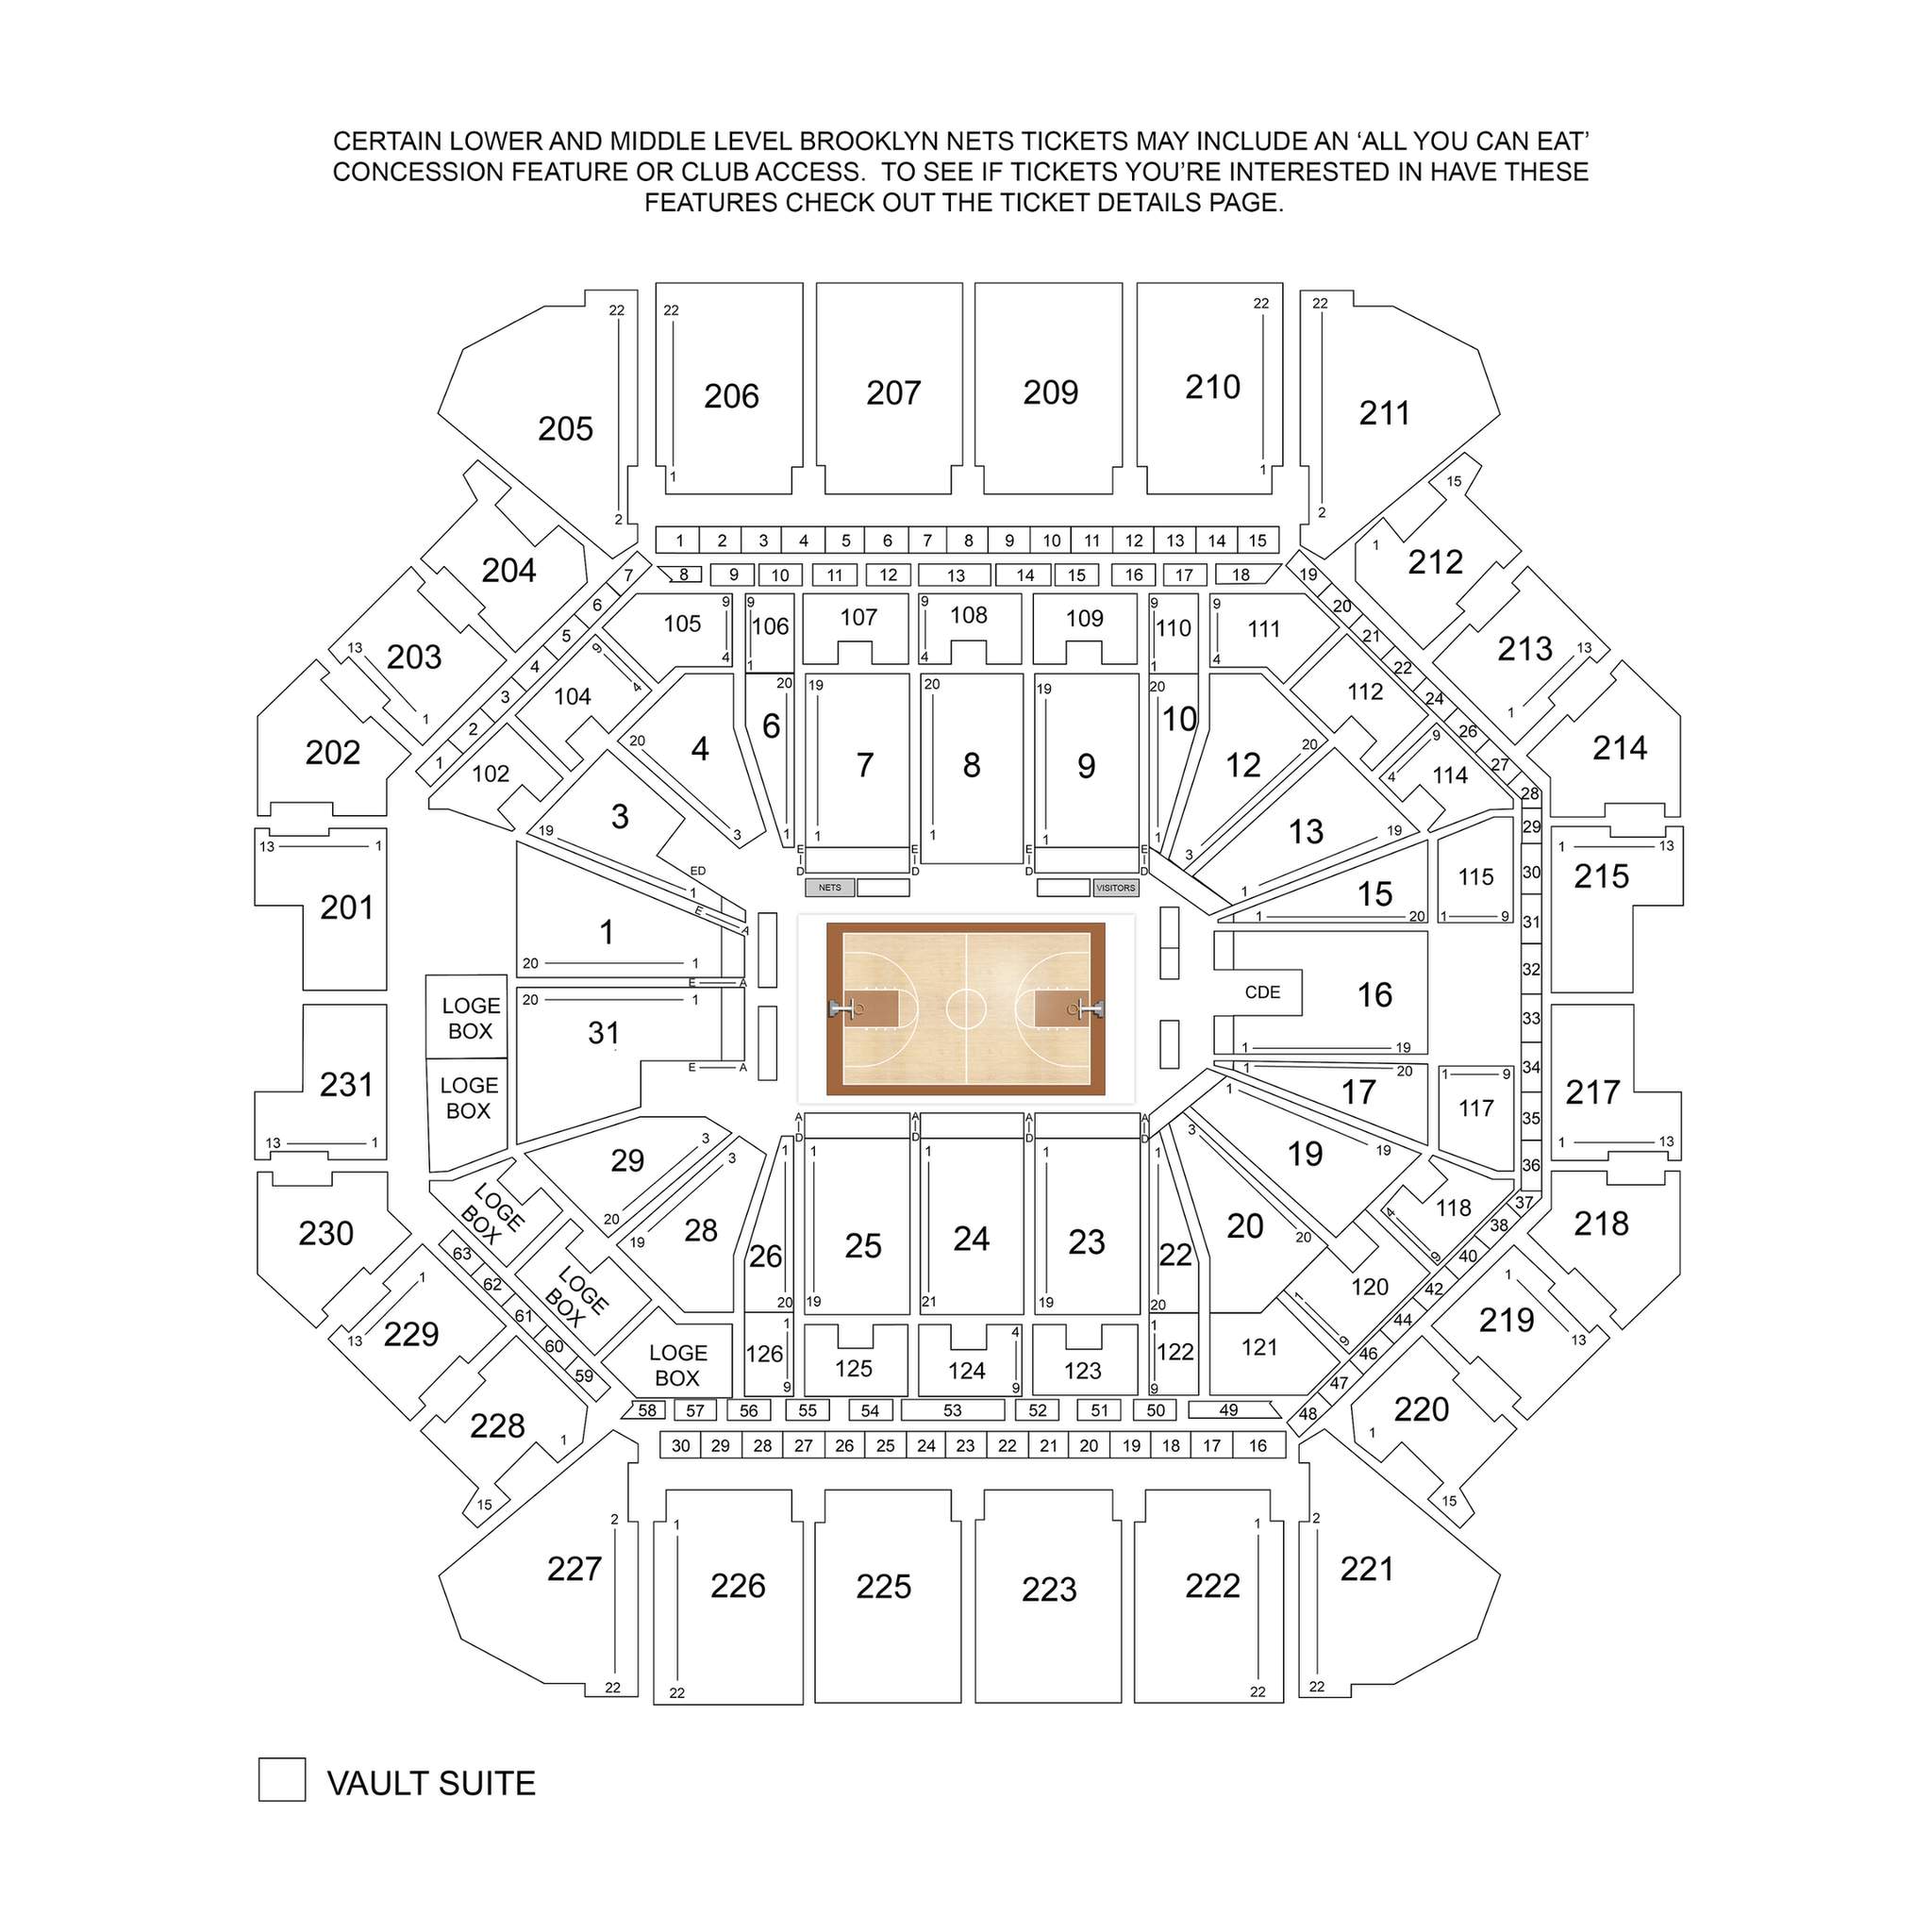 CERTAIN LOWER AND MIDDLE LEVEL BROOKLYN NETS TICKETS MAY INCLUDE AN ‘ALL YOU CAN EAT’
CONCESSION FEATURE OR CLUB ACCESS.  TO SEE IF TICKETS YOU’RE INTERESTED IN HAVE THESE
FEATURES CHECK OUT THE TICKET DETAILS PAGE.
22 22 22 22
206 207 209 210
205 211
1 1
2 2
15
1 2 3 4 5 6 7 8 9 10 11 12 13 14 15
204 1 212
7 8 9 10 11 12 13 14 15 16 17 18 19
6 20
9 9 107 9 108 109 9 9
105 106 110 111
5 21
4 1 4 1 4
203 13 9 213 13
4 22
3 104 4 112 24
1 1
2 26
20 19 20 19 20
6 10
202 20 4 20 214
9
1 102 7 8 9 12 27
4 114
28
3 19 3 1 1 1 1 1 3 13 19 29
13 1 E E E E 1 13
D D D D
201 ED NETS VISITORS 115 30 215
1 1 15
E 1 20 1 9 31
1 A
20 1 32
E A
20 1 CDE 16
LOGE
BOX
31 33
1 19
E A 1 20 34
231 LOGE
BOX 17 117 1 9 217
A A A A 1 35
D D D D
13 1 3 1 1 1 1 1 3 19 19 1 13
29 3 36
LOGE
BOX 118 37
230 20 28 26 25 24 23 22 20 4 38 218
63 19 20 9 40
1 62 LOGE
BOX 120 42 1
20 19 21 19 20 1
229 61 1 4 1 44 219
13 60 LOGE
BOX 126 125 124 123 122 121 9 46 13
59 9 9 9 47
228 58 57 56 55 54 53 52 51 50 49 48 220
1 30 29 28 27 26 25 24 23 22 21 20 19 18 17 16 1
15 15
2 1 1 2
227 226 225 223 222 221
22 22 22 22
VAULT SUITE